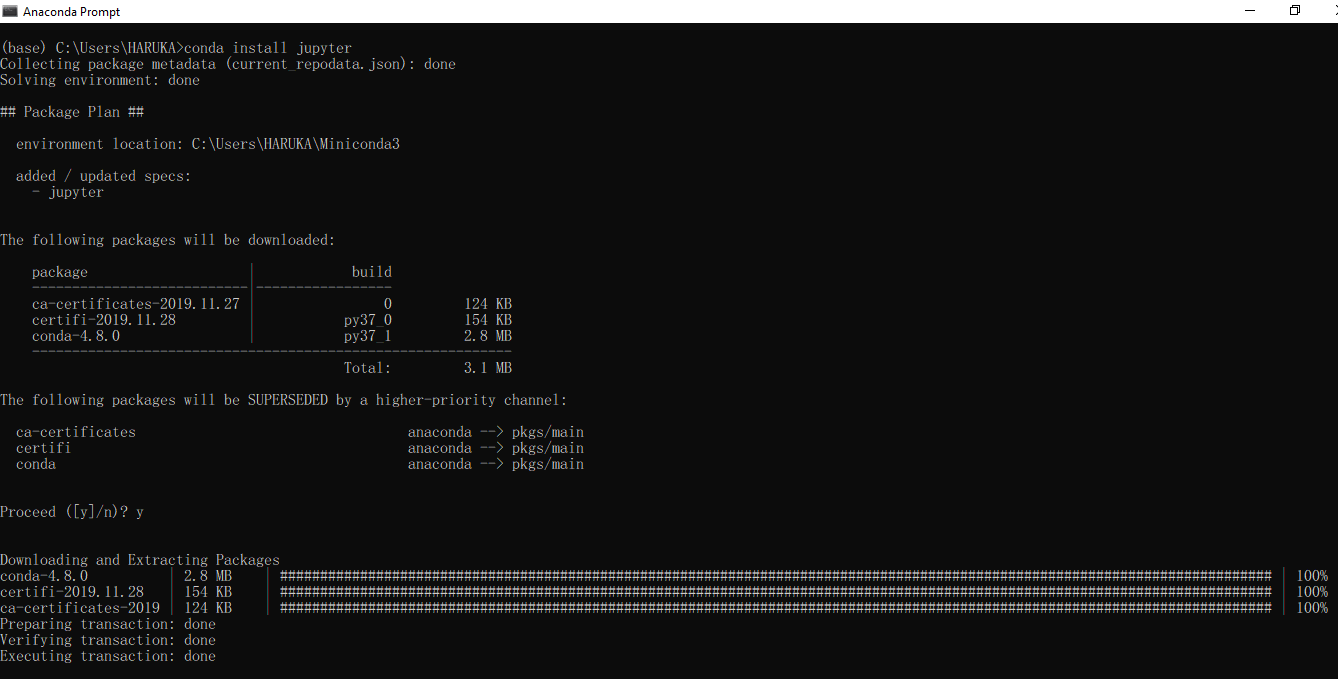 Anaconda Prompt
(base) C:\Users\HARUKA>conda install jupyter
Collecting package metadata (current_repodata.json): done
Solving environment: done
## Package Plan ##
environment location: C:\Users\HARUKA\Miniconda3
added / updated specs:
- jupyter
The following packages will be downloaded:
package | build
---------------------------|-----------------
ca-certificates-2019.11.27 | 0 124 KB
certifi-2019.11.28 | py37_0 154 KB
conda-4.8.0 | py37_1 2.8 MB
------------------------------------------------------------
Total: 3.1 MB
The following packages will be SUPERSEDED by a higher-priority channel:
ca-certificates anaconda --> pkgs/main
certifi anaconda --> pkgs/main
conda anaconda --> pkgs/main
Proceed ([y]/n)? y
Downloading and Extracting Packages
conda-4.8.0 | 2.8 MB | ############################################################################################################################ | 100%
certifi-2019.11.28 | 154 KB | ############################################################################################################################ | 100%
ca-certificates-2019 | 124 KB | ############################################################################################################################ | 100%
Preparing transaction: done
Verifying transaction: done
Executing transaction: done